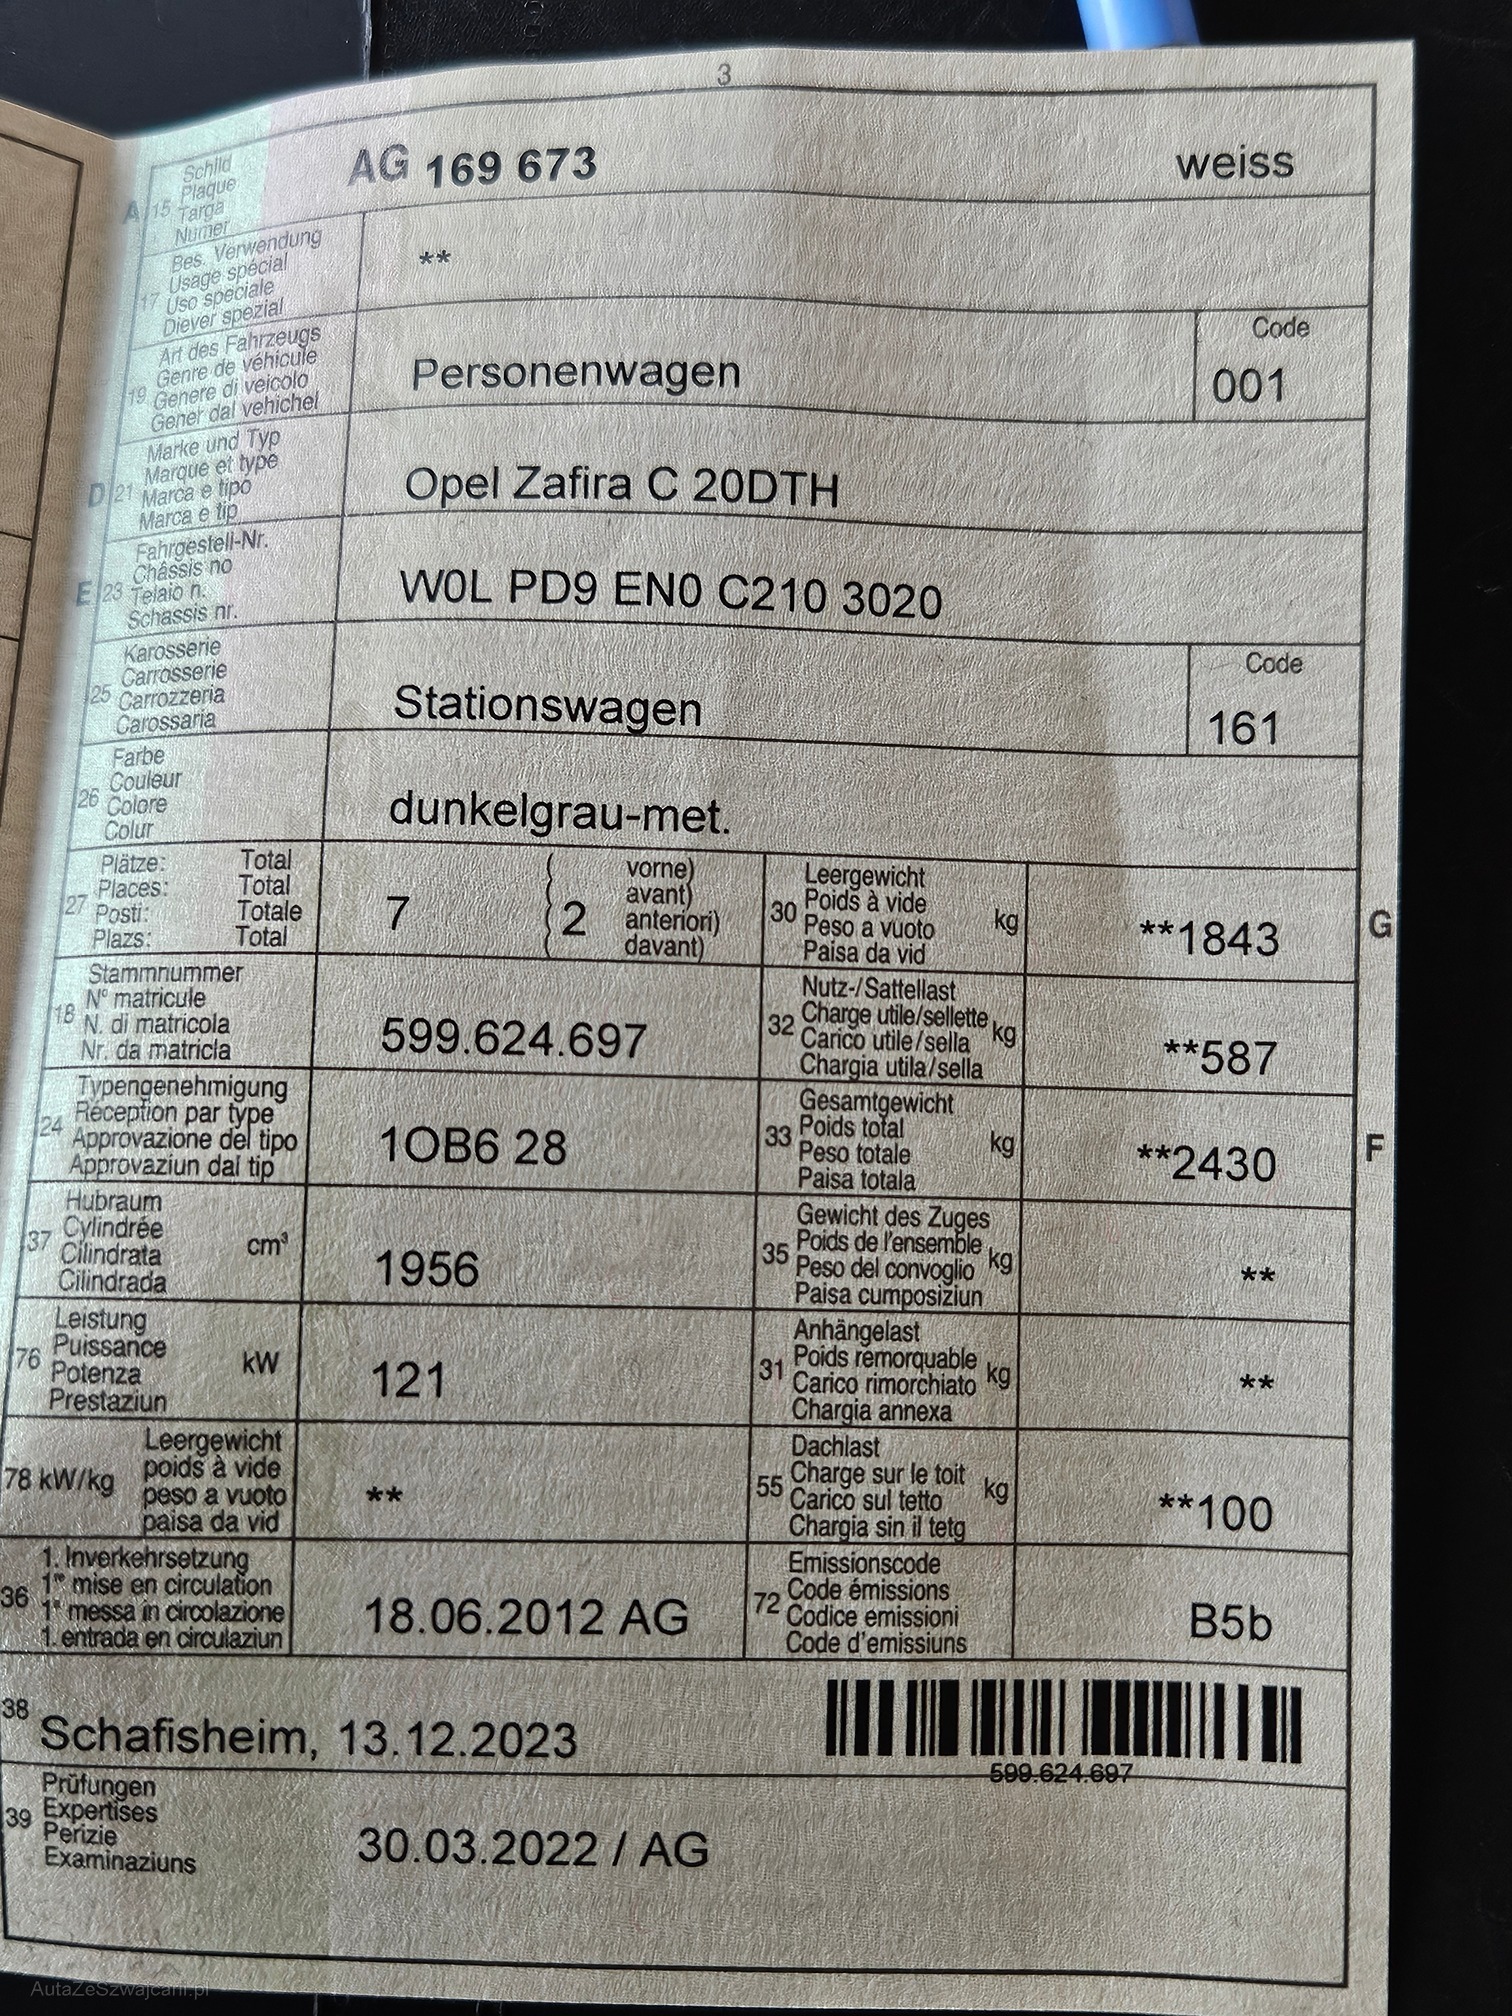 3
A 15 Schild
Plaque
Targa
Numer
AG 169 673 weiss
17 Bes. Verwendung
Usage spécial
Uso speciale
Diever spezial
**
19 Art des Fahrzeugs
Genre de véhicule
Genere di veicolo
Gener dal vehichel
Personenwagen
Code
001
D 21 Marke und Typ
Marque et type
Marca e tipo
Marca e tip
Opel Zafira C 20DTH
E 23 Fahrgestell-Nr.
Châssis no
Telaio n.
Schassis nr.
W0L PD9 EN0 C210 3020
25 Karosserie
Carrosserie
Carrozzeria
Carossaria
Stationswagen
Code
161
26 Farbe
Couleur
Colore
Colur
dunkelgrau-met.
27 Plätze: Total
Places: Total
Posti: Totale
Plazs: Total
7
( 2 vorne)
avant)
anteriori)
davant)
30 Leergewicht
Poids à vide
Peso a vuoto
Paisa da vid
kg
**1843
G
18 Stammnummer
N° matricule
N. di matricola
Nr. da matricla
599.624.697
32 Nutz-/Sattellast
Charge utile/sellette
Carico utile/sella
Chargia utila/sella
kg
**587
24 Typengenehmigung
Réception par type
Approvazione del tipo
Approvaziun dal tip
1OB6 28
33 Gesamtgewicht
Poids total
Peso totale
Paisa totala
kg
**2430
F
37 Hubraum
Cylindrée
Cilindrata
Cilindrada
cm³
1956
35 Gewicht des Zuges
Poids de l'ensemble
Peso del convoglio
Paisa cumposiziun
kg
**
76 Leistung
Puissance
Potenza
Prestaziun
kW
121
31 Anhängelast
Poids remorquable
Carico rimorchiato
Chargia annexa
kg
**
78 kW/kg Leergewicht
poids à vide
peso a vuoto
paisa da vid
**
55 Dachlast
Charge sur le toit
Carico sul tetto
Chargia sin il tetg
kg
**100
36 1. Inverkehrsetzung
1re mise en circulation
1a messa in circolazione
1. entrada en circulaziun
18.06.2012 AG
72 Emissionscode
Code émissions
Codice emissioni
Code d'emissiuns
B5b
38 Schafisheim, 13.12.2023
599.624.697
39 Prüfungen
Expertises
Perizie
Examinaziuns
30.03.2022 / AG
AutaZeSzwajcarii.pl